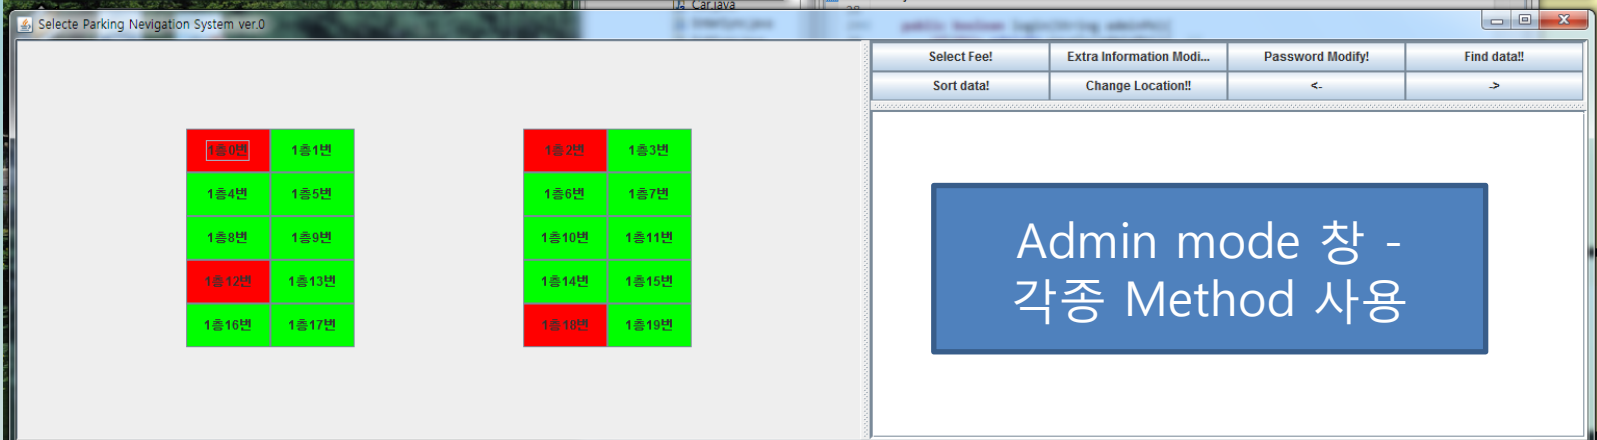 Car.java
Selecte Parking Nevigation System ver.0
Select Fee!
Extra Information Modi...
Password Modify!
Find data!!
Sort data!
Change Location!!
<-
->
1층0번 1층1번 1층2번 1층3번
1층4번 1층5번 1층6번 1층7번
1층8번 1층9번 1층10번 1층11번
1층12번 1층13번 1층14번 1층15번
1층16번 1층17번 1층18번 1층19번
Admin mode 창 -
각종 Method 사용